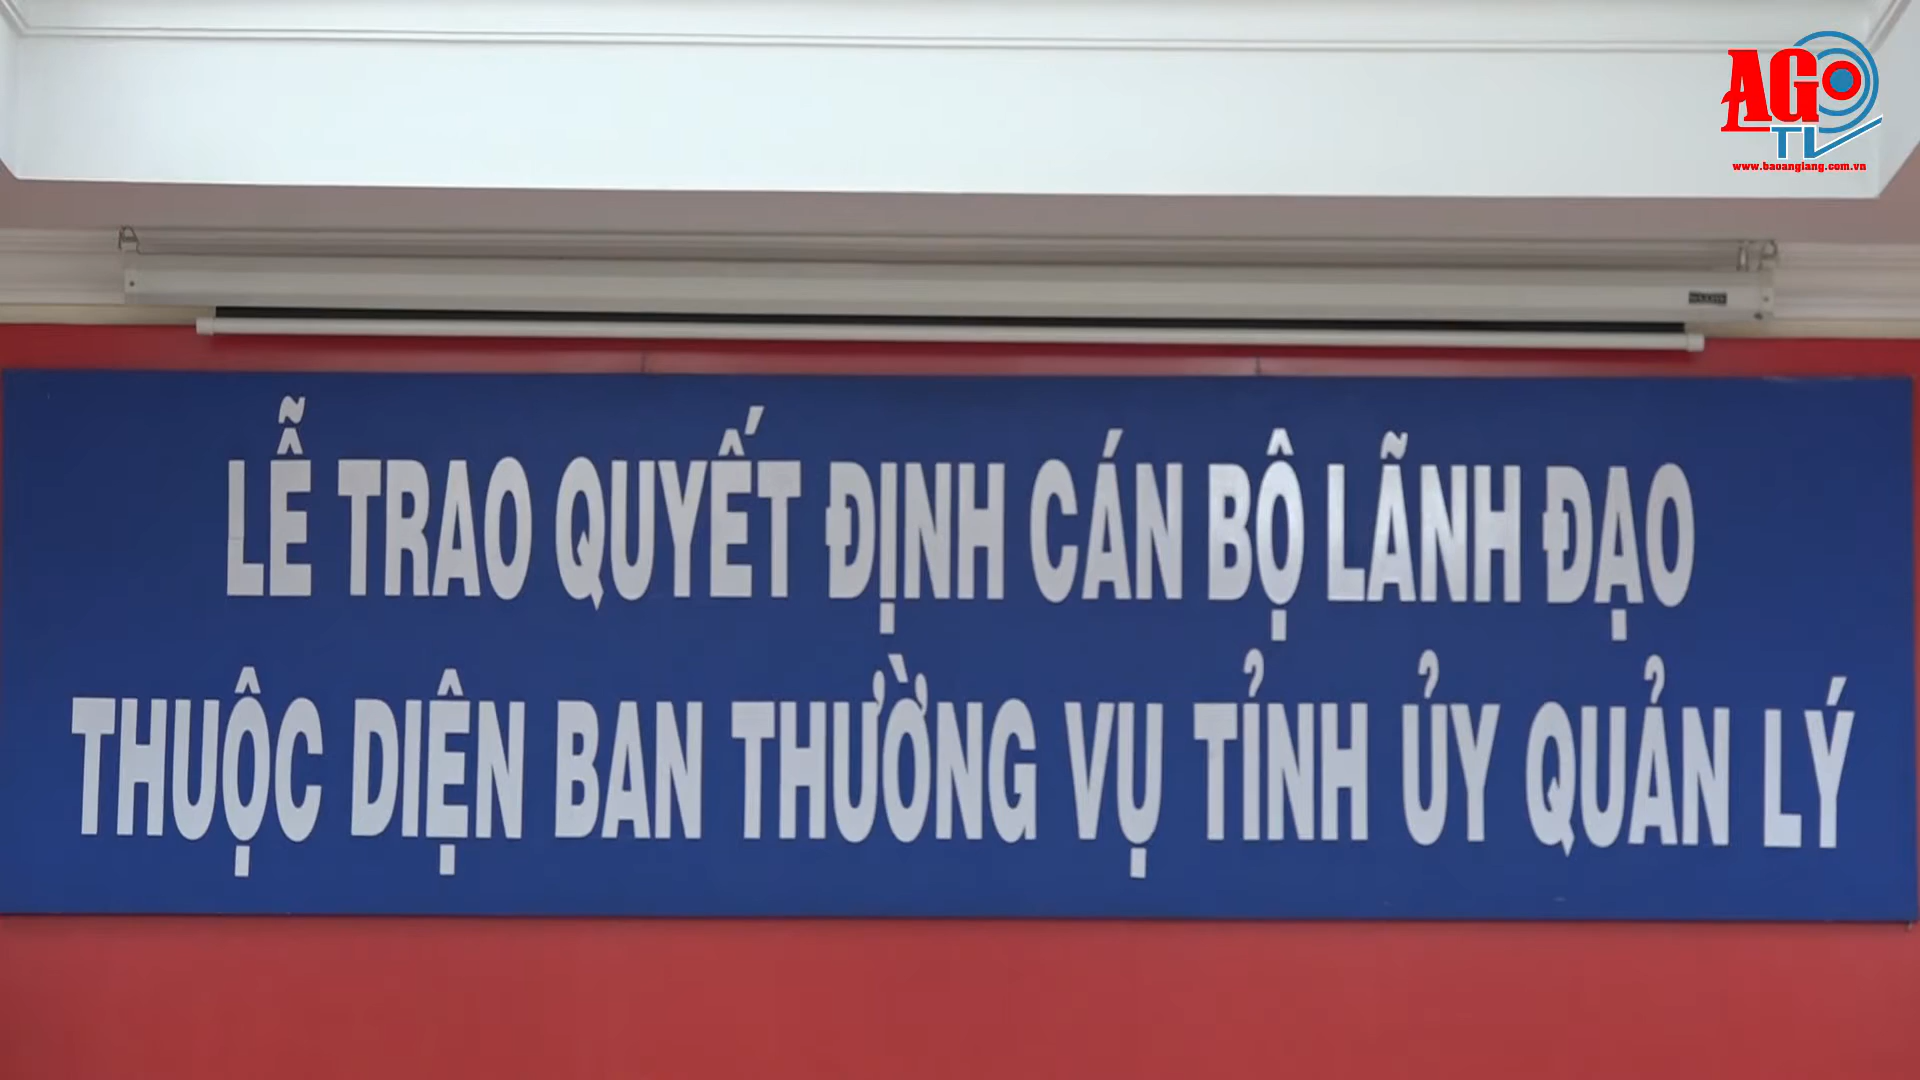 AGO
TV
www.baoangiang.com.vn
LỄ TRAO QUYẾT ĐỊNH CÁN BỘ LÃNH ĐẠO
THUỘC DIỆN BAN THƯỜNG VỤ TỈNH ỦY QUẢN LÝ